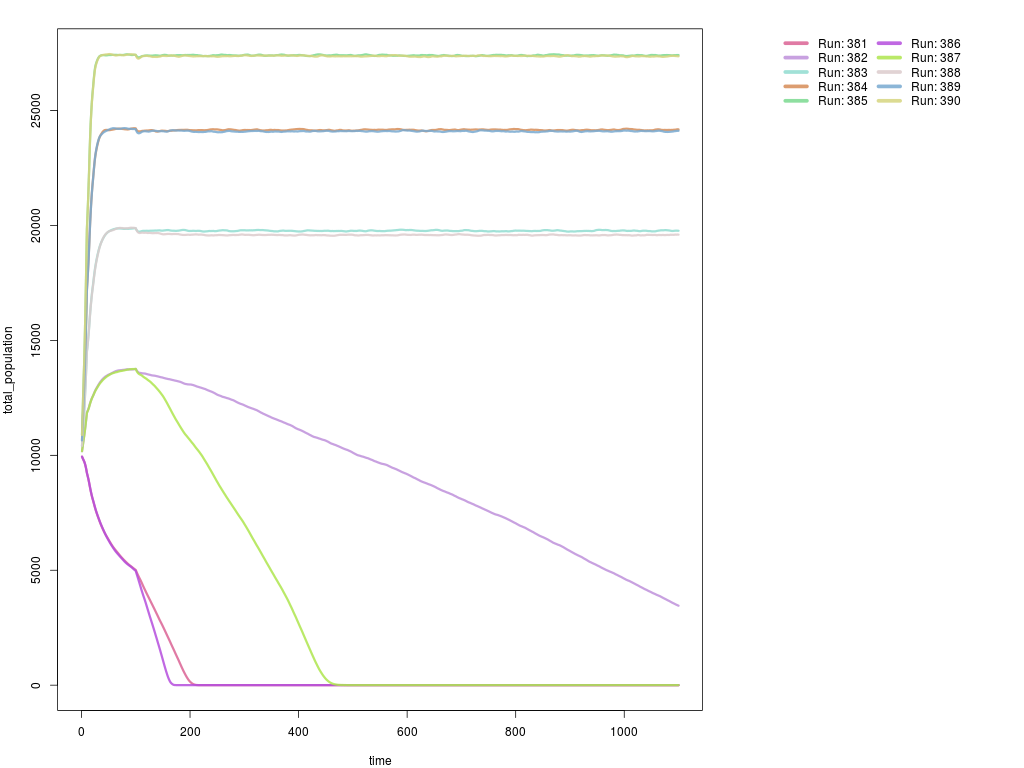 total_population
25000
20000
15000
10000
5000
0
0 200 400 600 800 1000
time
Run: 381 Run: 386
Run: 382 Run: 387
Run: 383 Run: 388
Run: 384 Run: 389
Run: 385 Run: 390